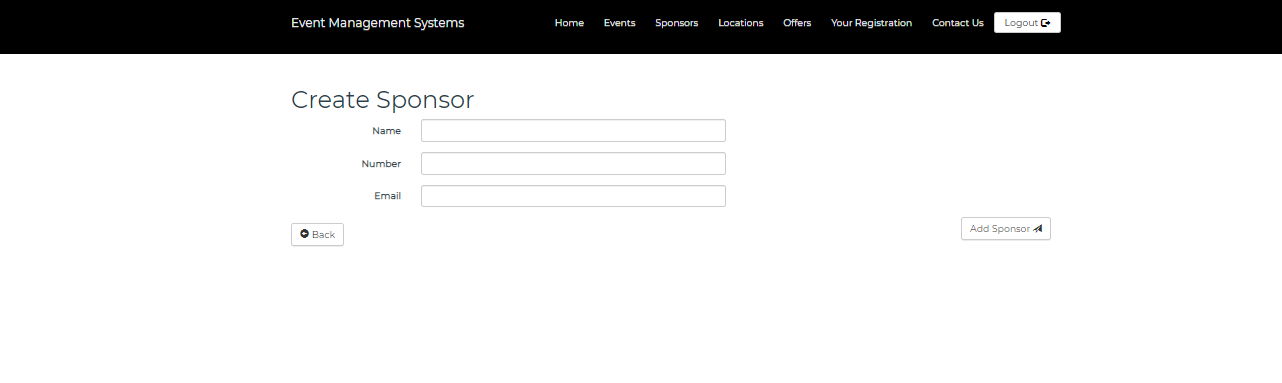 Event Management Systems Home Events Sponsors Locations Offers Your Registration Contact Us Logout
Create Sponsor
Name
Number
Email
Back Add Sponsor